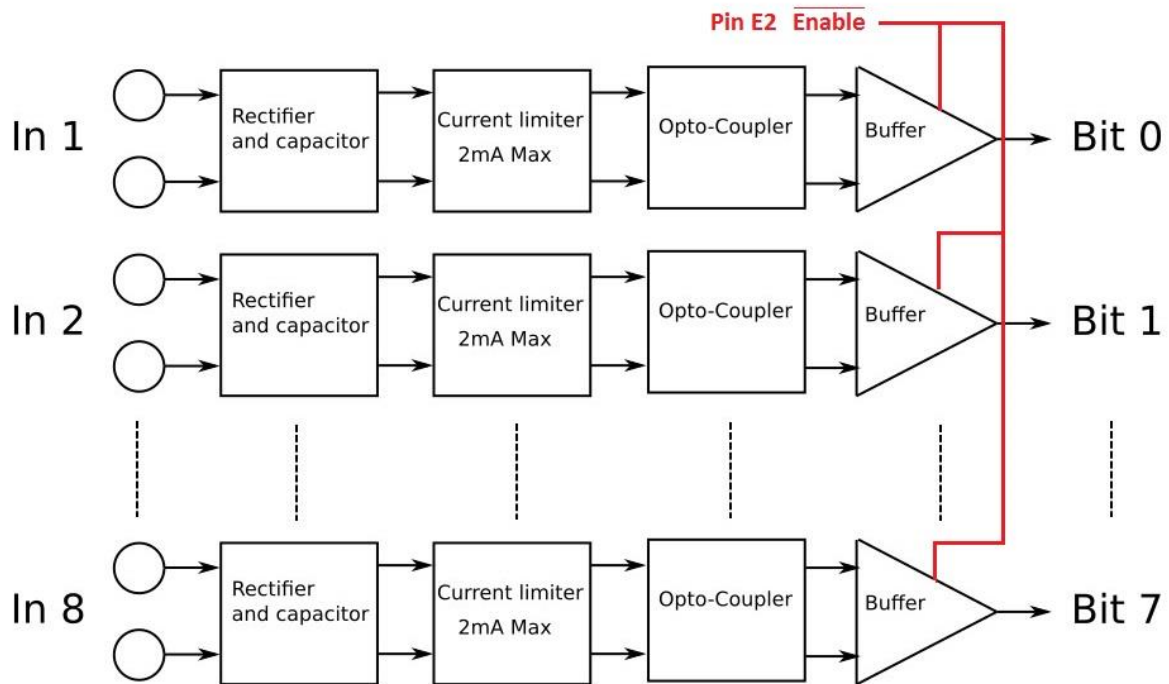 Pin E2 Enable
In 1
Rectifier
and capacitor
Current limiter
2mA Max
Opto-Coupler
Buffer
Bit 0
In 2
Rectifier
and capacitor
Current limiter
2mA Max
Opto-Coupler
Buffer
Bit 1
In 8
Rectifier
and capacitor
Current limiter
2mA Max
Opto-Coupler
Buffer
Bit 7